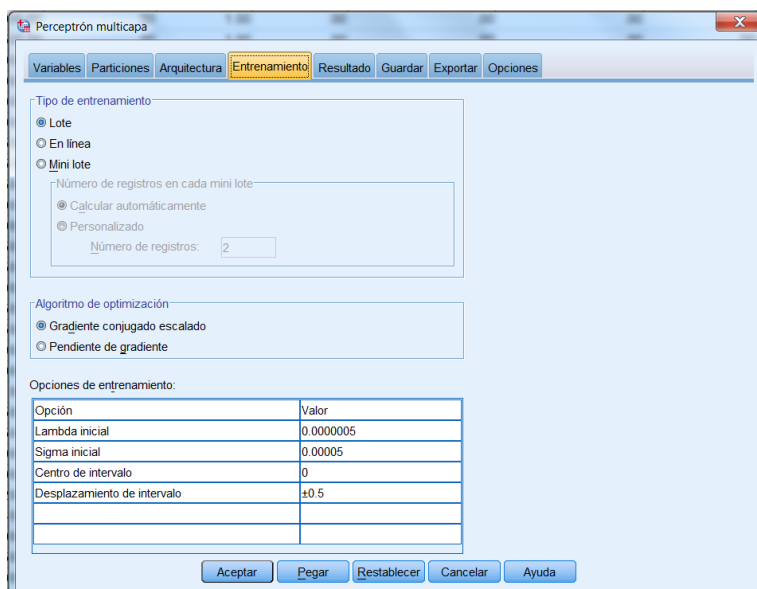 Perceptrón multicapa
Variables Particiones Arquitectura Entrenamiento Resultado Guardar Exportar Opciones
Tipo de entrenamiento
Lote
En línea
Mini lote
Número de registros en cada mini lote
Calcular automáticamente
Personalizado
Número de registros: 2
Algoritmo de optimización
Gradiente conjugado escalado
Pendiente de gradiente
Opciones de entrenamiento:
Opción Valor
Lambda inicial 0.0000005
Sigma inicial 0.00005
Centro de intervalo 0
Desplazamiento de intervalo ±0.5
Aceptar Pegar Restablecer Cancelar Ayuda